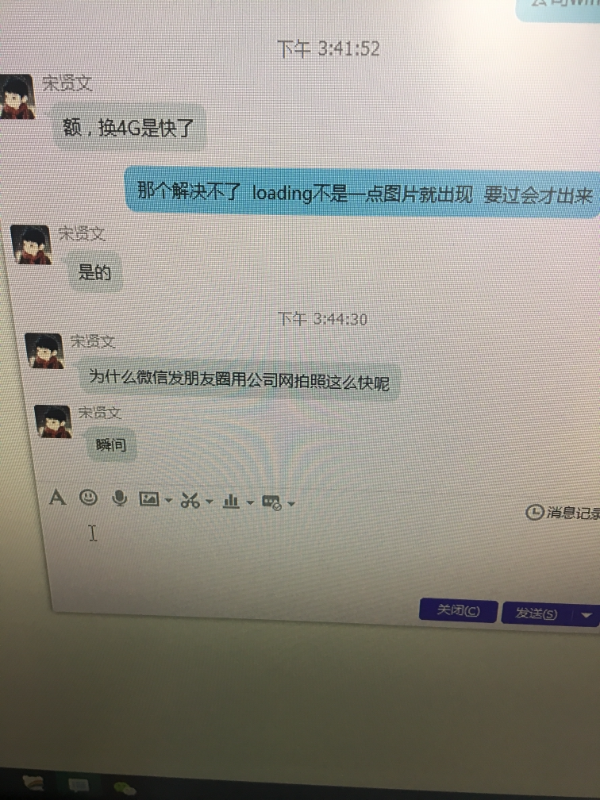 下午 3:41:52
宋贤文
额，换4G是快了
那个解决不了 loading不是一点图片就出现 要过会才出来
宋贤文
是的
下午 3:44:30
宋贤文
为什么微信发朋友圈用公司网拍照这么快呢
宋贤文
瞬间
消息记录
关闭(C) 发送(S)